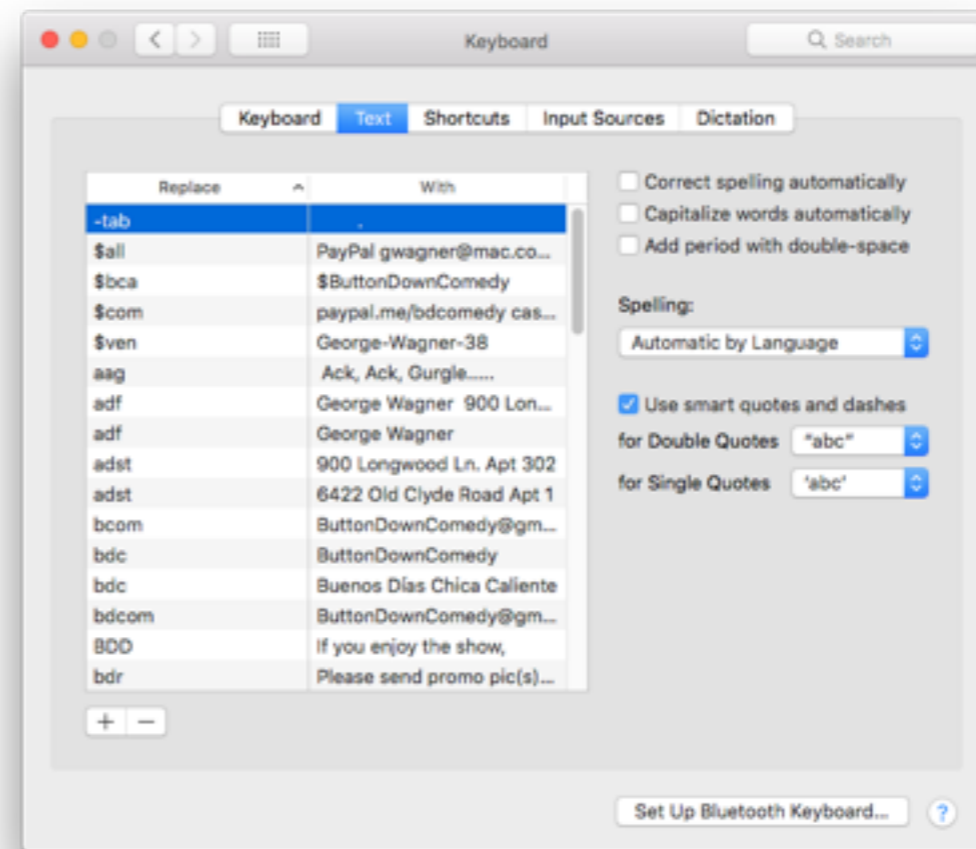 Keyboard
Search
Keyboard Text Shortcuts Input Sources Dictation
Replace With
-tab .
$all PayPal gwagner@mac.co...
$bca $ButtonDownComedy
$com paypal.me/bdcomedy cas...
$ven George-Wagner-38
aag Ack, Ack, Gurgle......
adf George Wagner 900 Lon...
adf George Wagner
adst 900 Longwood Ln. Apt 302
adst 6422 Old Clyde Road Apt 1
bcom ButtonDownComedy@gm...
bdc ButtonDownComedy
bdc Buenos Días Chica Caliente
bdcom ButtonDownComedy@gm...
BDD If you enjoy the show,
bdr Please send promo pic(s)...
+ −
Correct spelling automatically
Capitalize words automatically
Add period with double-space
Spelling:
Automatic by Language
Use smart quotes and dashes
for Double Quotes “abc”
for Single Quotes ‘abc’
Set Up Bluetooth Keyboard... ?